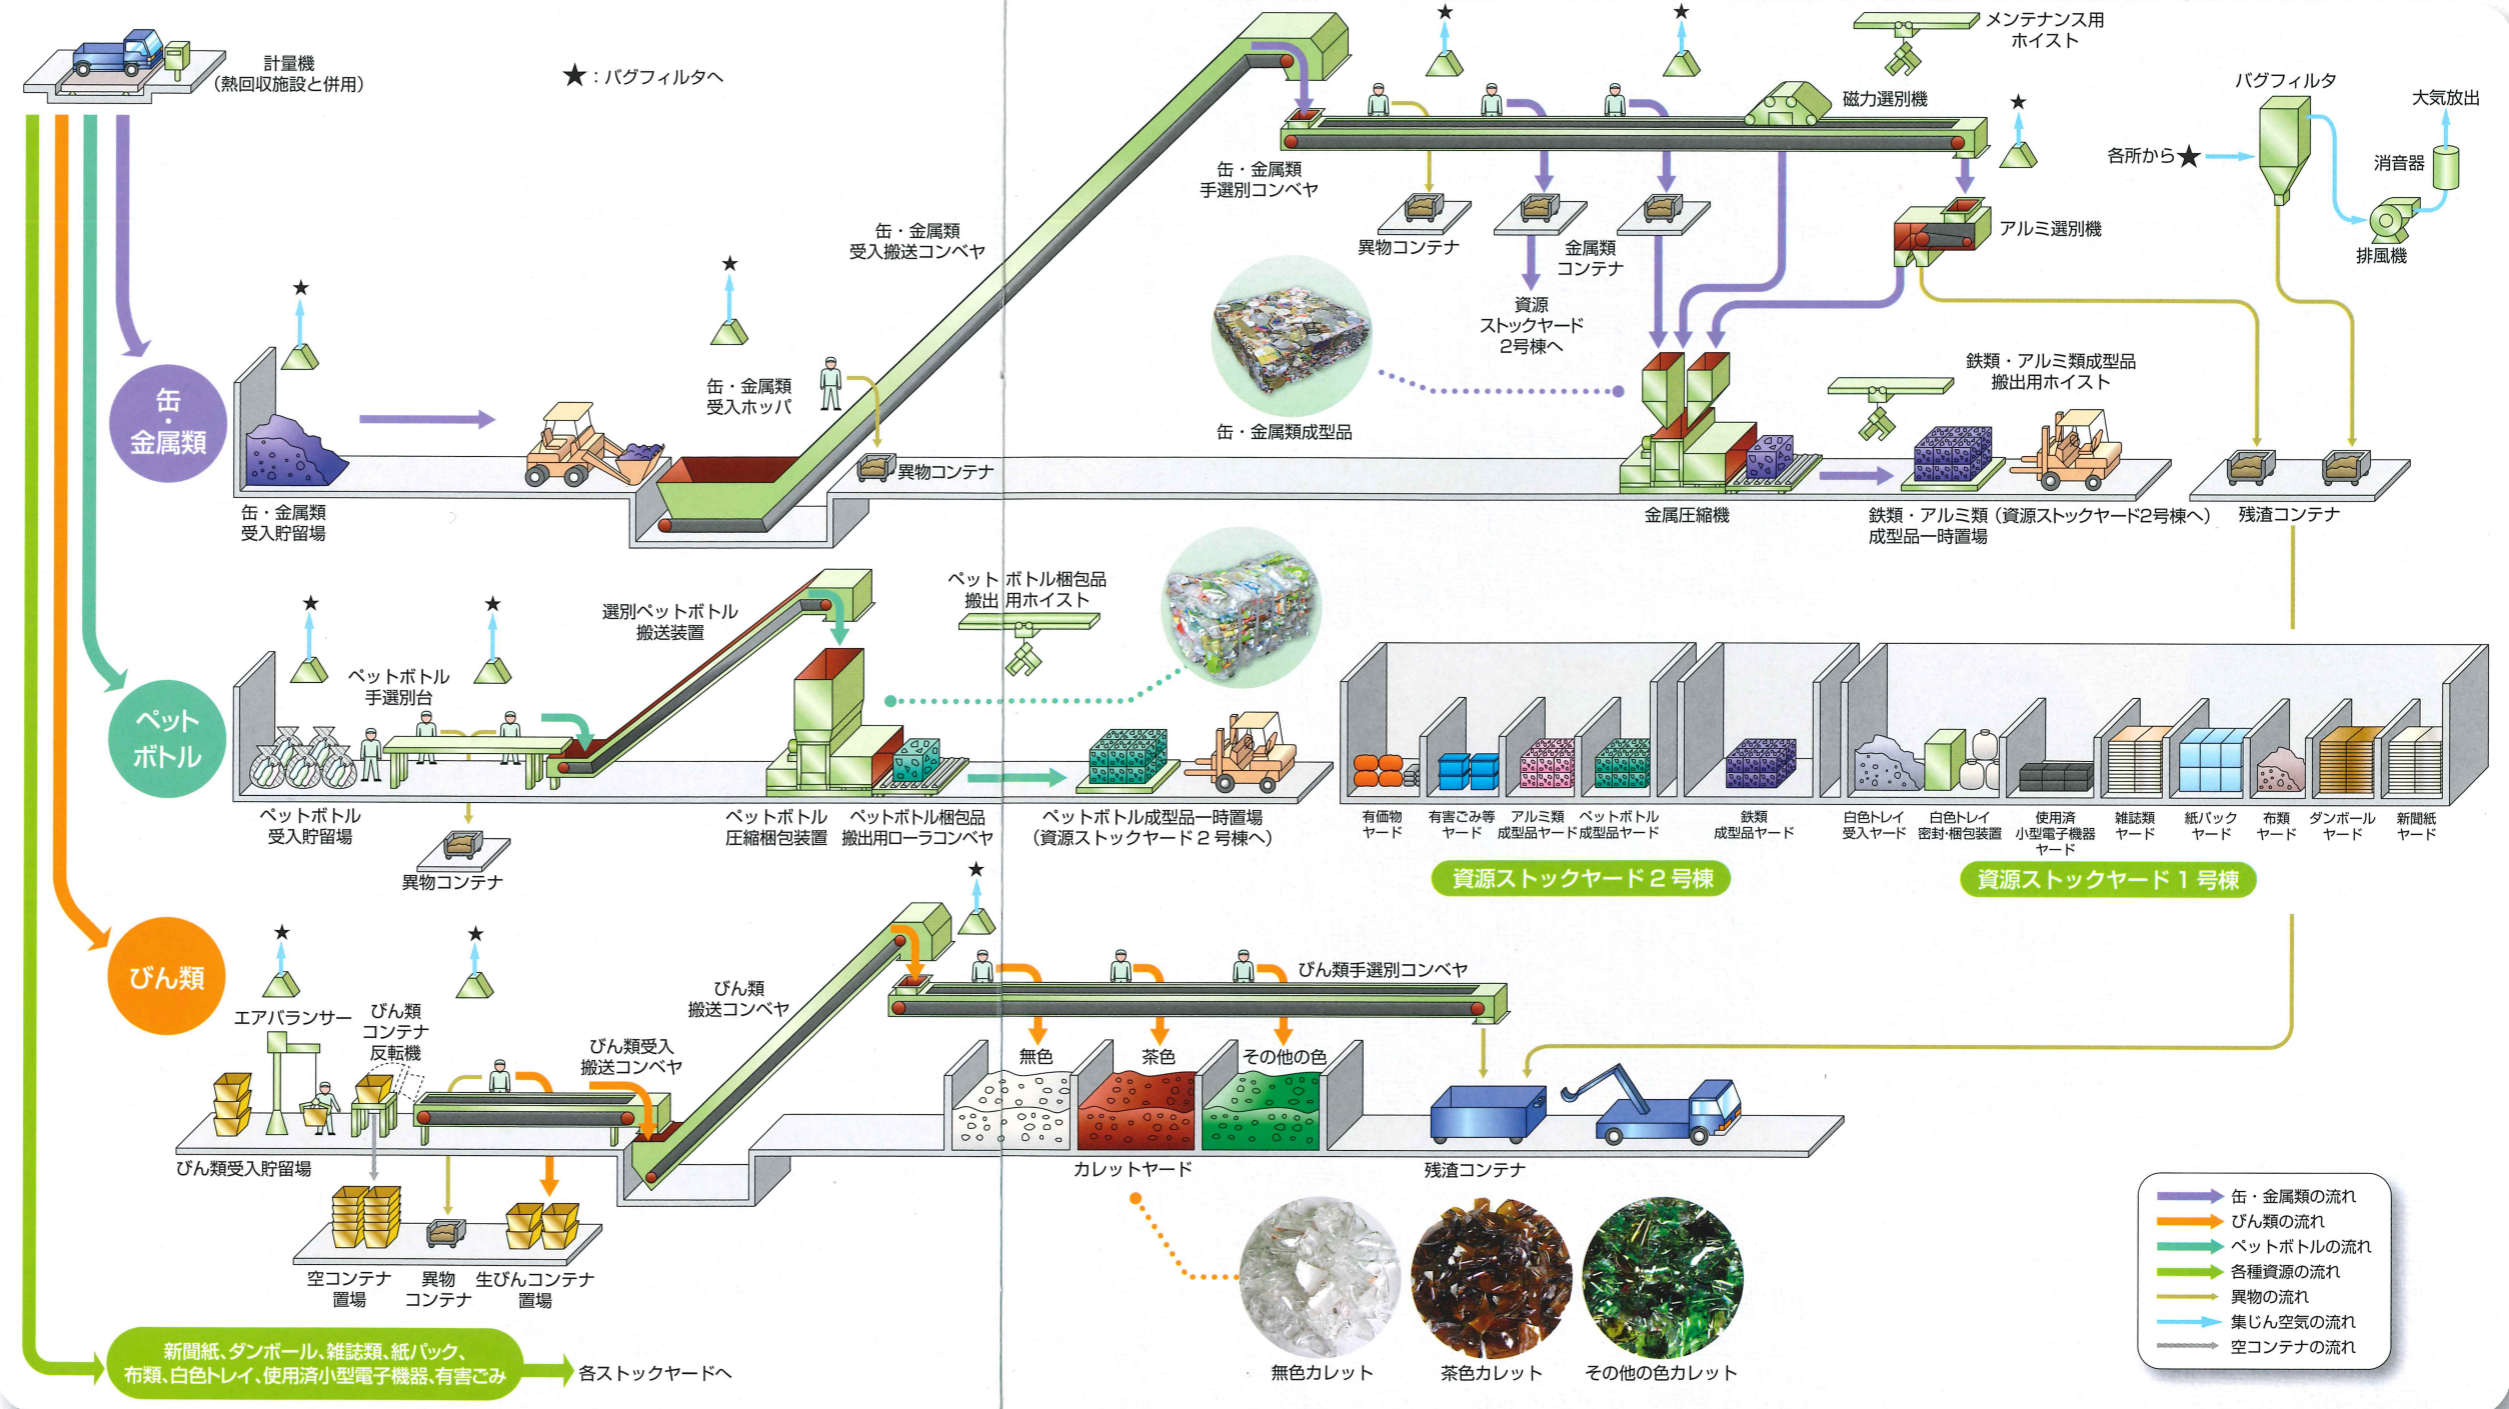 計量機
(熱回収施設と併用)
★：バグフィルタへ
缶
・
金属類
★
★
缶・金属類
受入貯留場
缶・金属類
受入ホッパ
異物コンテナ
缶・金属類
受入搬送コンベヤ
缶・金属類
手選別コンベヤ
★
★
メンテナンス用
ホイスト
磁力選別機
★
アルミ選別機
異物コンテナ
金属類
コンテナ
資源
ストックヤード
2号棟へ
缶・金属類成型品
バグフィルタ
大気放出
各所から★
消音器
排風機
鉄類・アルミ類成型品
搬出用ホイスト
金属圧縮機
鉄類・アルミ類
成型品一時置場
(資源ストックヤード2号棟へ)
残渣コンテナ
ペット
ボトル
★
★
ペットボトル
手選別台
選別ペットボトル
搬送装置
ペットボトル梱包品
搬出用ホイスト
ペットボトル
受入貯留場
異物コンテナ
ペットボトル
圧縮梱包装置
ペットボトル梱包品
搬出用ローラコンベヤ
ペットボトル成型品一時置場
(資源ストックヤード２号棟へ)
有価物
ヤード
有害ごみ等
ヤード
アルミ類
成型品ヤード
ペットボトル
成型品ヤード
鉄類
成型品ヤード
資源ストックヤード２号棟
白色トレイ
受入ヤード
白色トレイ
密封・梱包装置
使用済
小型電子機器
ヤード
雑誌類
ヤード
紙パック
ヤード
布類
ヤード
ダンボール
ヤード
新聞紙
ヤード
資源ストックヤード１号棟
びん類
★
★
★
エアバランサー
びん類
コンテナ
反転機
びん類受入
搬送コンベヤ
びん類
搬送コンベヤ
びん類手選別コンベヤ
無色
茶色
その他の色
びん類受入貯留場
カレットヤード
残渣コンテナ
空コンテナ
置場
異物
コンテナ
生びんコンテナ
置場
無色カレット
茶色カレット
その他の色カレット
新聞紙、ダンボール、雑誌類、紙パック、
布類、白色トレイ、使用済小型電子機器、有害ごみ
各ストックヤードへ
缶・金属類の流れ
びん類の流れ
ペットボトルの流れ
各種資源の流れ
異物の流れ
集じん空気の流れ
空コンテナの流れ